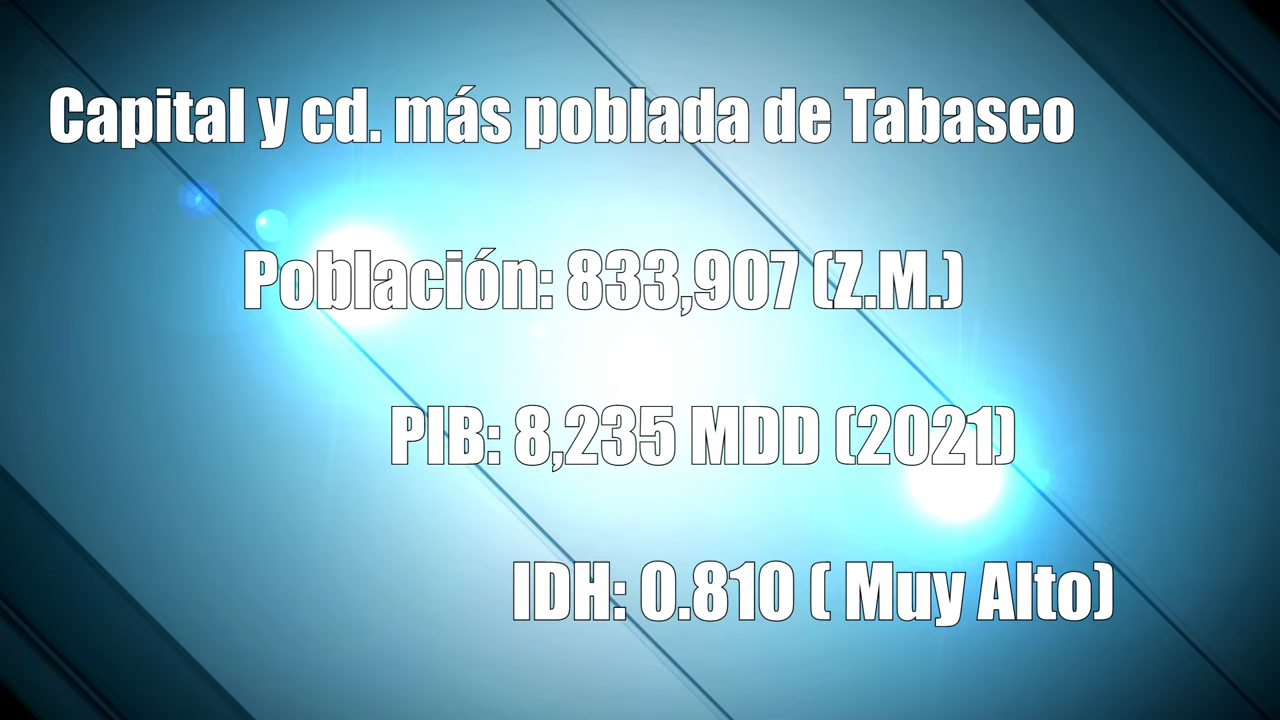 Capital y cd. más poblada de Tabasco
Población: 833,907 (Z.M.)
PIB: 8,235 MDD (2021)
IDH: 0.810 ( Muy Alto)